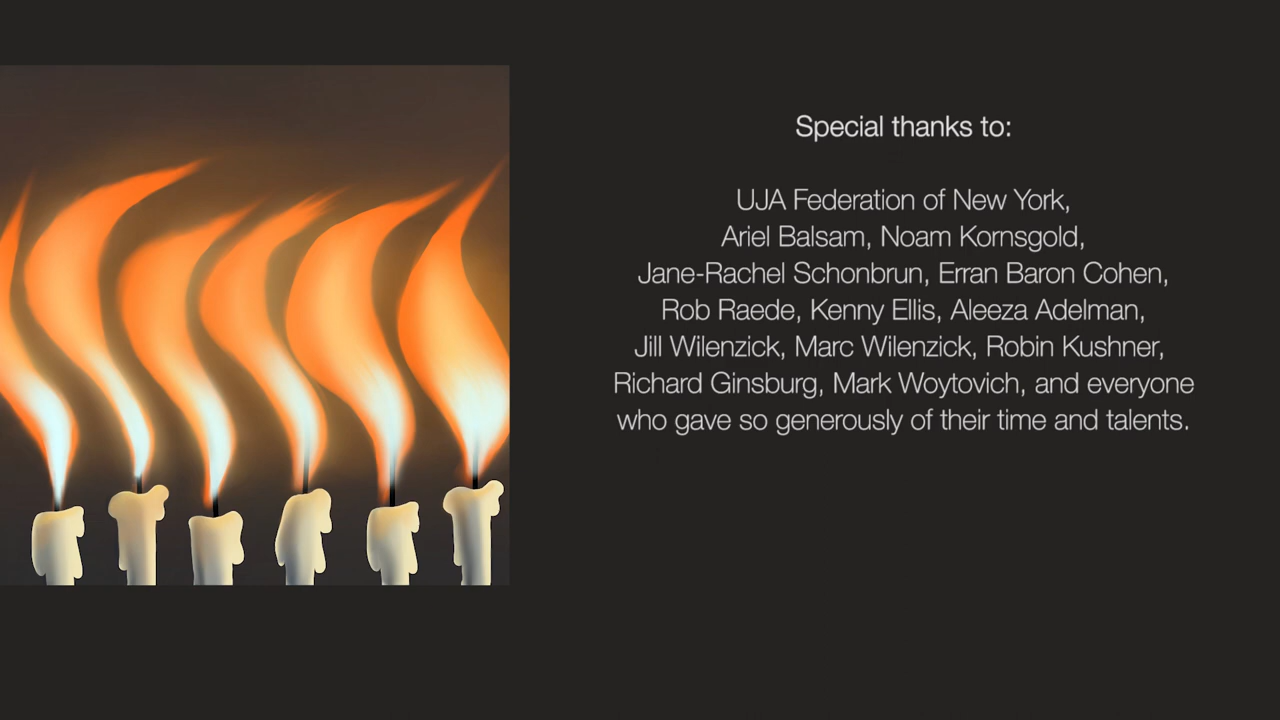 Special thanks to:
UJA Federation of New York,
Ariel Balsam, Noam Kornsgold,
Jane-Rachel Schonbrun, Erran Baron Cohen,
Rob Raede, Kenny Ellis, Aleeza Adelman,
Jill Wilenzick, Marc Wilenzick, Robin Kushner,
Richard Ginsburg, Mark Woytovich, and everyone
who gave so generously of their time and talents.